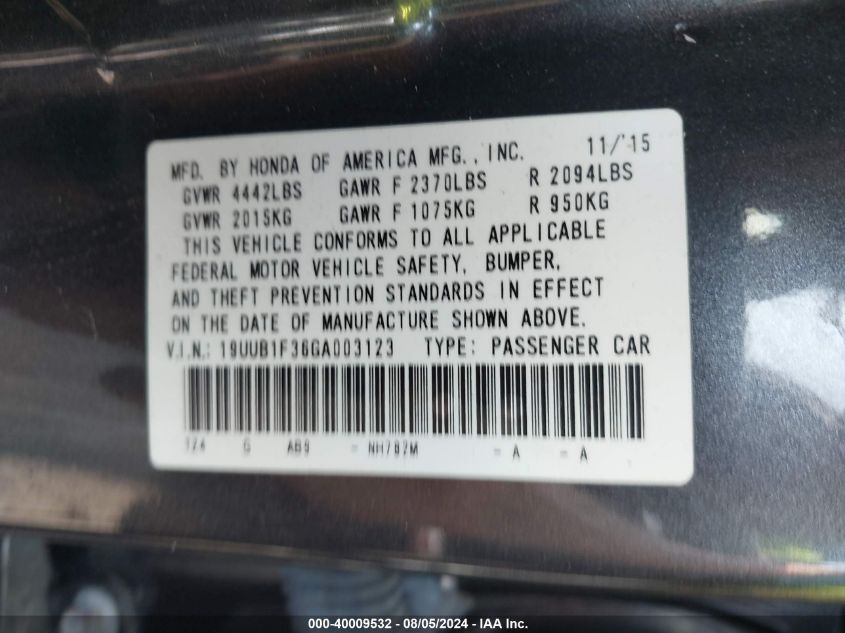 MFD. BY HONDA OF AMERICA MFG., INC. 11/'15
GVWR 4442LBS GAWR F 2370LBS R 2094LBS
GVWR 2015KG GAWR F 1075KG R 950KG
THIS VEHICLE CONFORMS TO ALL APPLICABLE
FEDERAL MOTOR VEHICLE SAFETY, BUMPER,
AND THEFT PREVENTION STANDARDS IN EFFECT
ON THE DATE OF MANUFACTURE SHOWN ABOVE.
V.I.N.: 19UUB1F36GA003123 TYPE: PASSENGER CAR
TZ4 G AB9 = NH782M = A = A
000-40009532 - 08/05/2024 - IAA Inc.